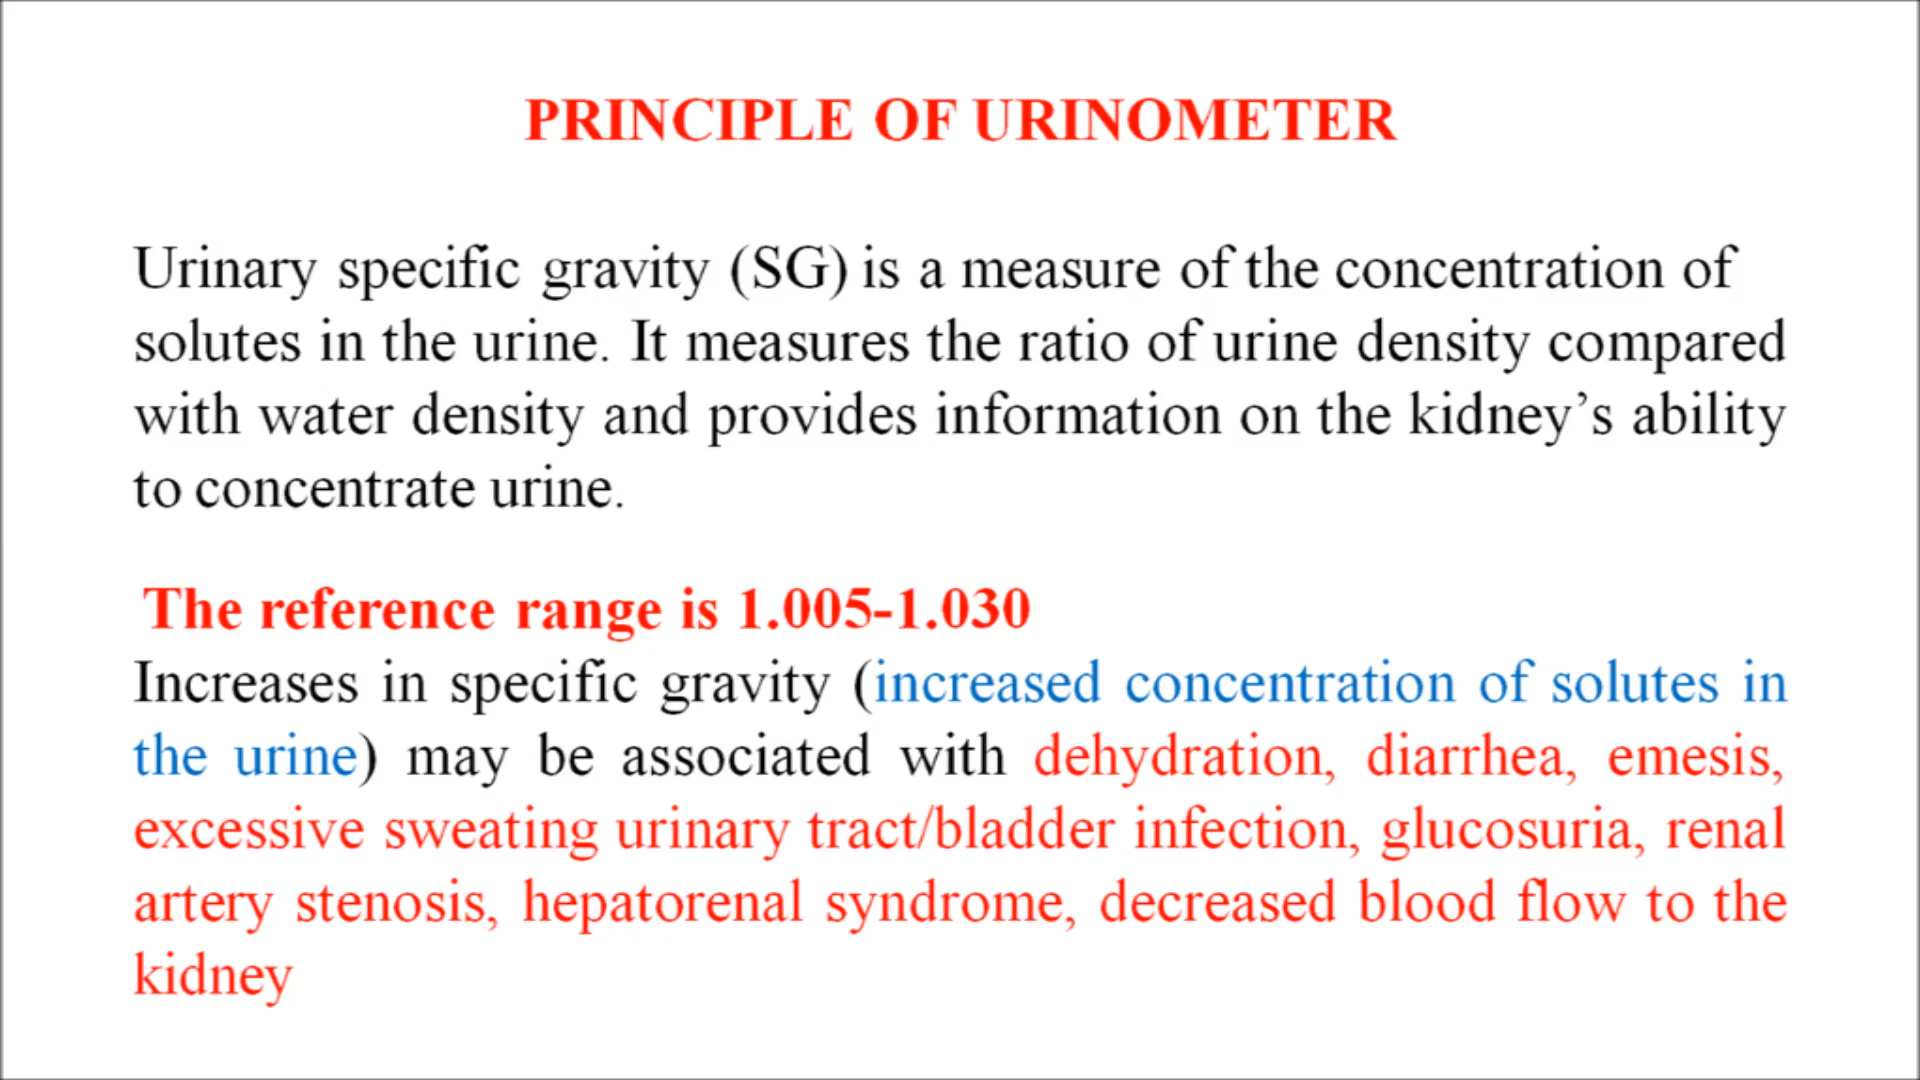 PRINCIPLE OF URINOMETER
Urinary specific gravity (SG) is a measure of the concentration of
solutes in the urine. It measures the ratio of urine density compared
with water density and provides information on the kidney’s ability
to concentrate urine.
The reference range is 1.005-1.030
Increases in specific gravity (increased concentration of solutes in
the urine) may be associated with dehydration, diarrhea, emesis,
excessive sweating urinary tract/bladder infection, glucosuria, renal
artery stenosis, hepatorenal syndrome, decreased blood flow to the
kidney